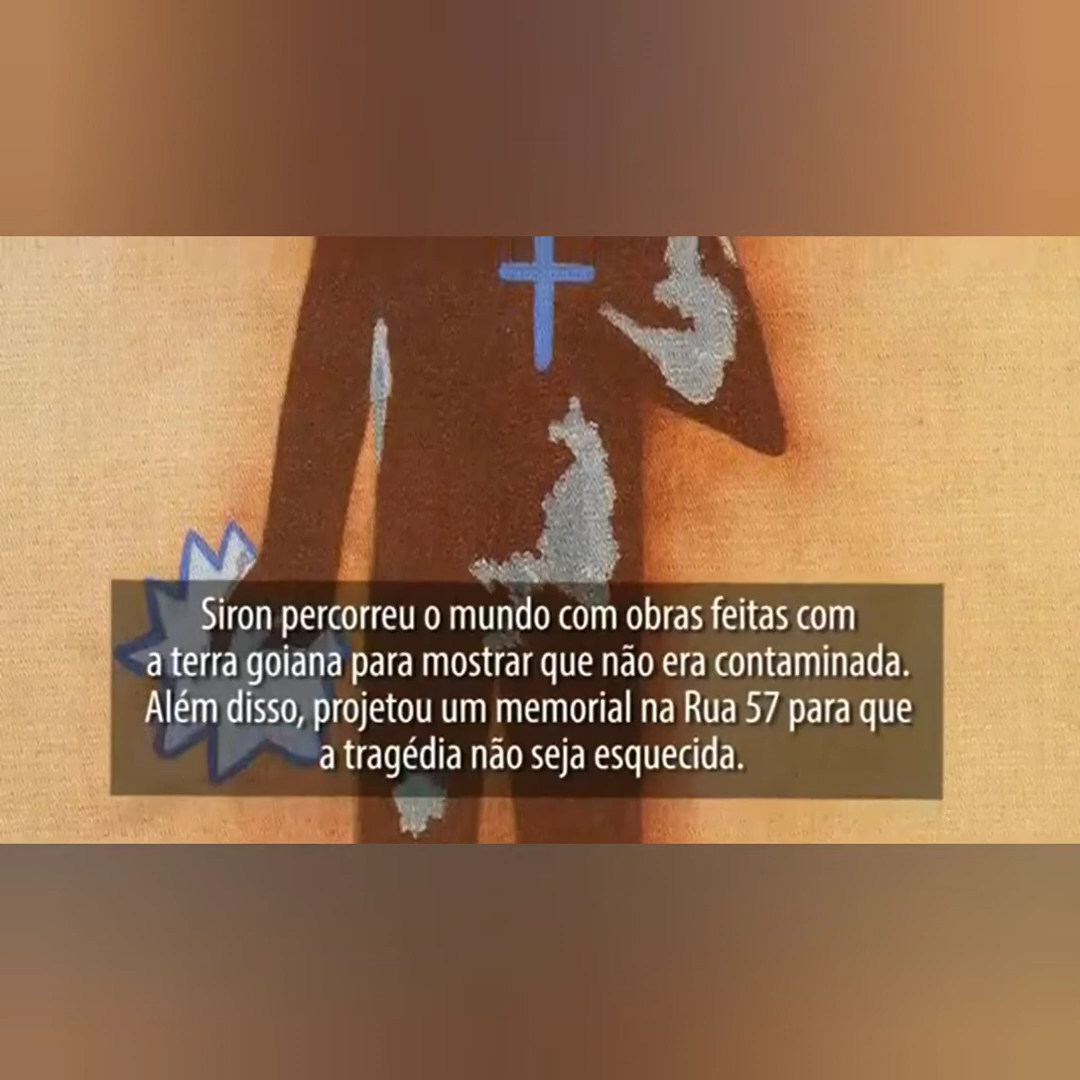 Siron percorreu o mundo com obras feitas com
a terra goiana para mostrar que não era contaminada.
Além disso, projetou um memorial na Rua 57 para que
a tragédia não seja esquecida.